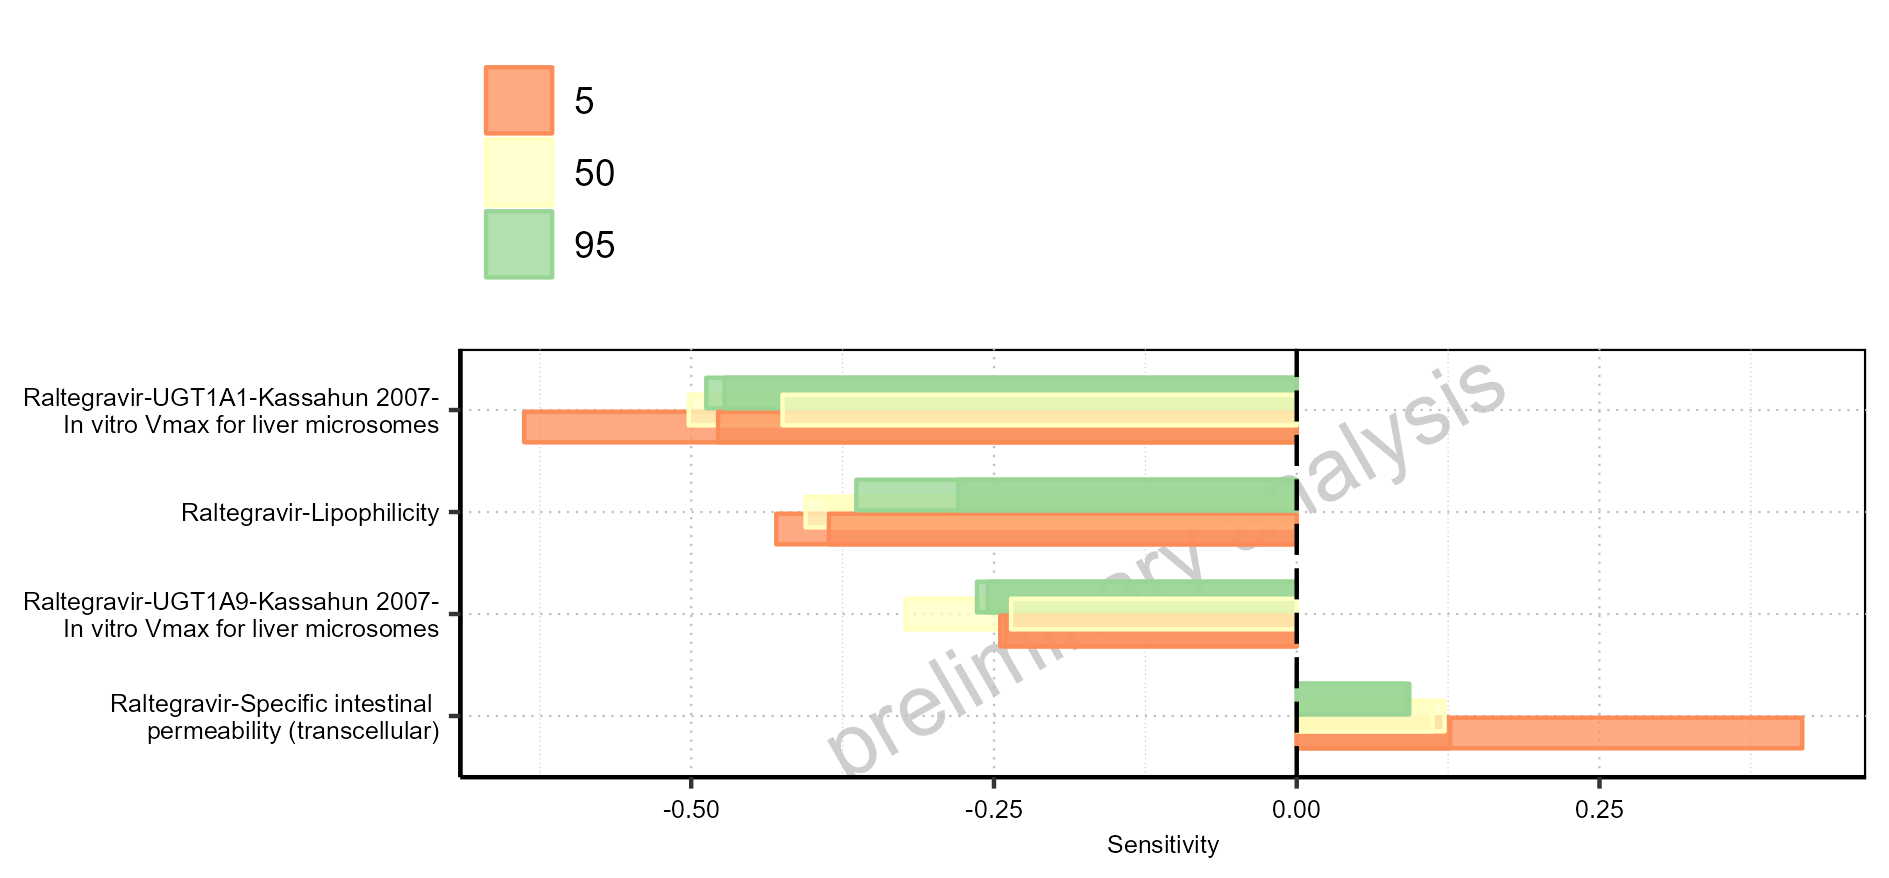 5
50
95
Raltegravir-UGT1A1-Kassahun 2007-
In vitro Vmax for liver microsomes
Raltegravir-Lipophilicity
Raltegravir-UGT1A9-Kassahun 2007-
In vitro Vmax for liver microsomes
Raltegravir-Specific intestinal
permeability (transcellular)
preliminary analysis
-0.50 -0.25 0.00 0.25
Sensitivity